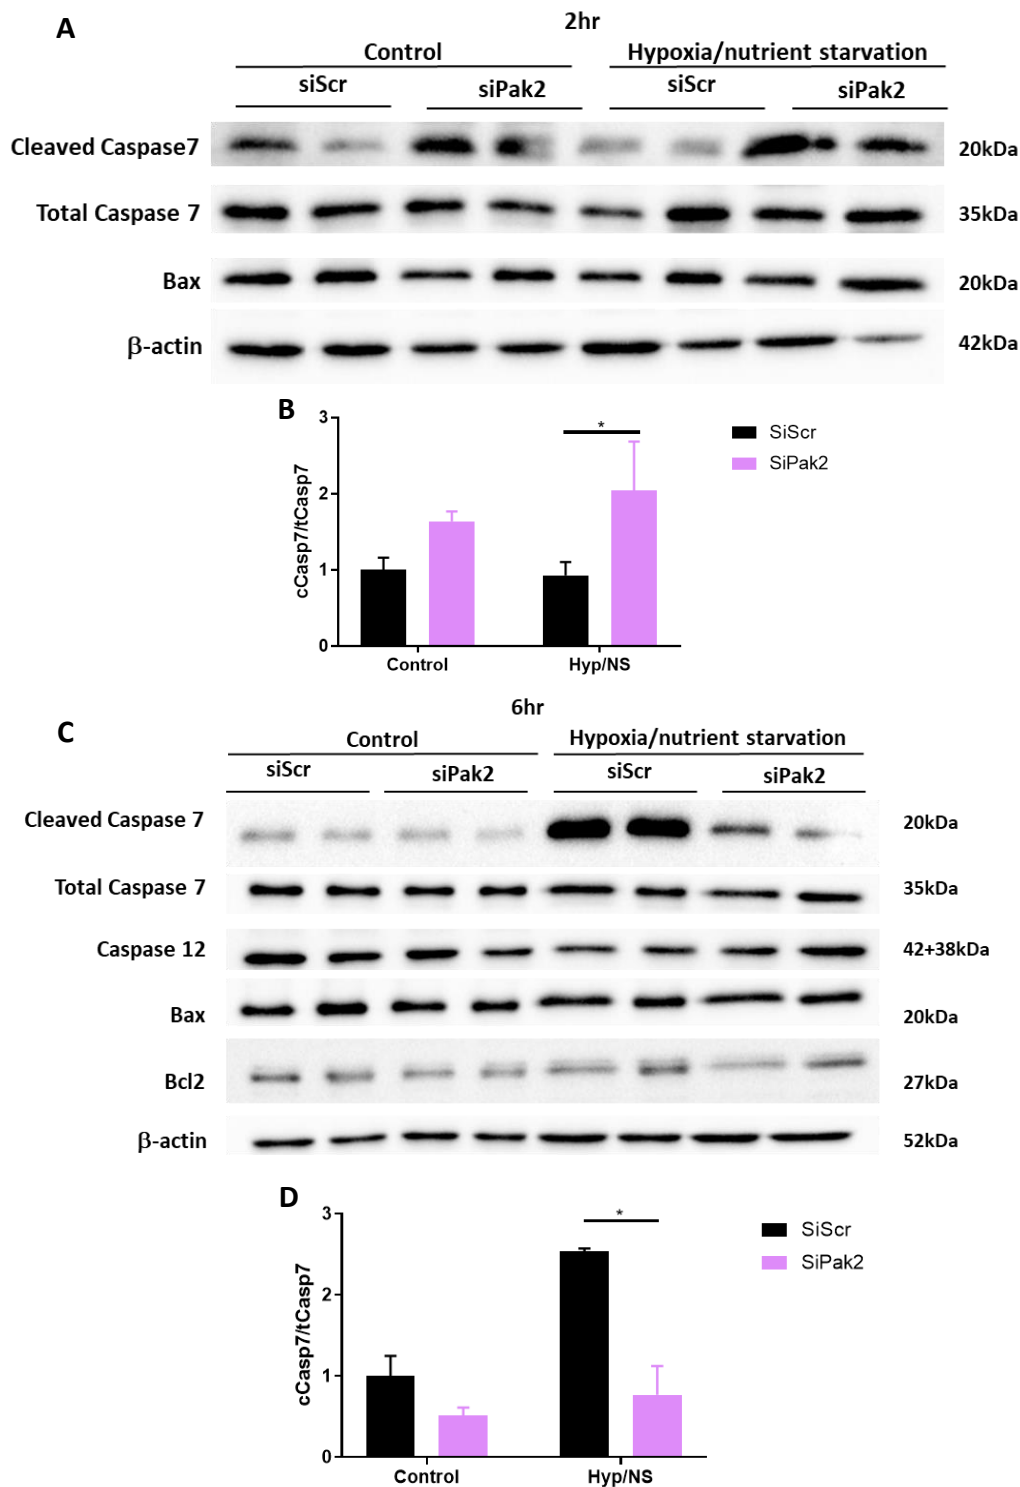 A
2hr
Control
Hypoxia/nutrient starvation
siScr
siPak2
siScr
siPak2
Cleaved Caspase7
20kDa
Total Caspase 7
35kDa
Bax
20kDa
β-actin
42kDa
B
3
2
1
0
cCasp7/tCasp7
*
SiScr
SiPak2
Control
Hyp/NS
6hr
C
Control
Hypoxia/nutrient starvation
siScr
siPak2
siScr
siPak2
Cleaved Caspase 7
20kDa
Total Caspase 7
35kDa
Caspase 12
42+38kDa
Bax
20kDa
Bcl2
27kDa
β-actin
52kDa
D
3
2
1
0
cCasp7/tCasp7
*
SiScr
SiPak2
Control
Hyp/NS